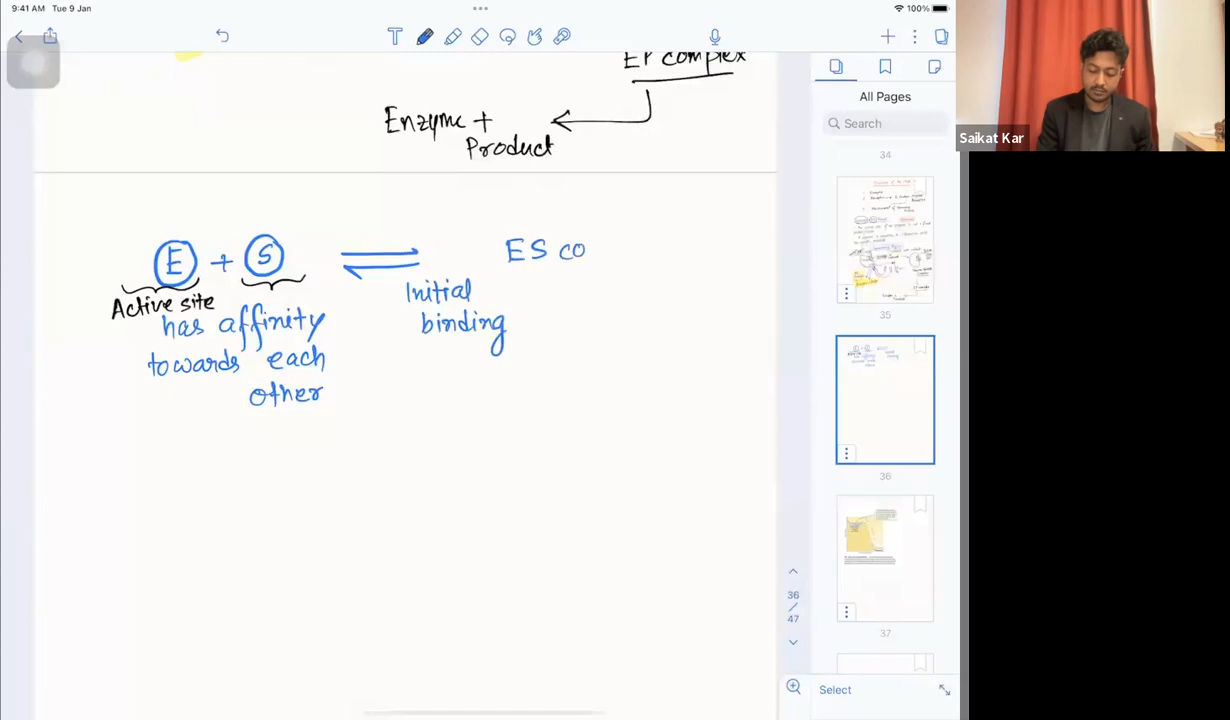 9:41 AM Tue 9 Jan
100%
EP complex
Enzyme +
Product
T
All Pages
Search
34
Saikat Kar
E + S
ES co
Active site
has affinity
towards each
other
Initial
binding
35
36
36
/
47
37
Select